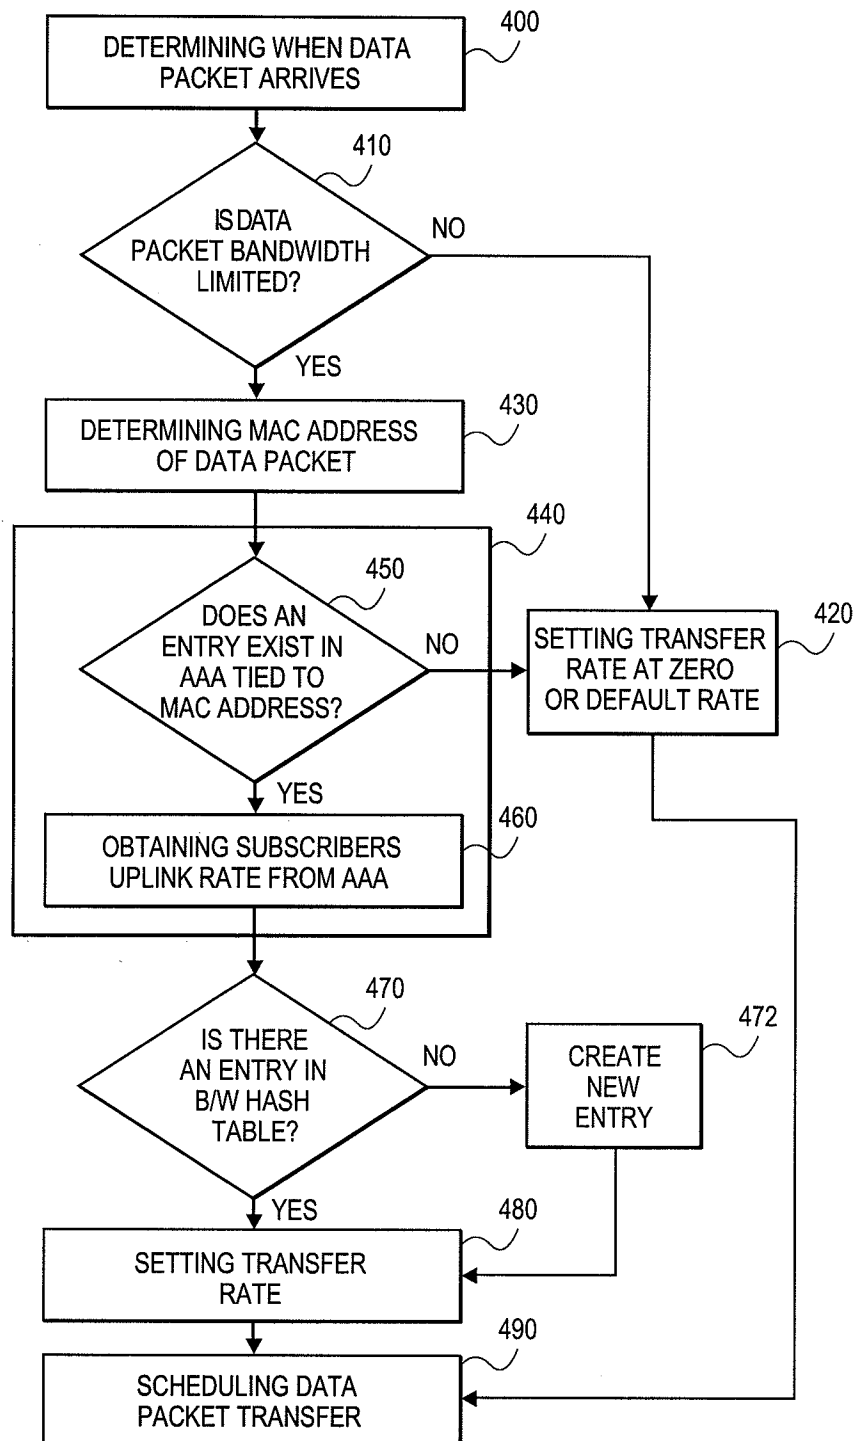 DETERMINING WHEN DATA
PACKET ARRIVES
400
410
IS DATA
PACKET BANDWIDTH
LIMITED?
NO
YES
DETERMINING MAC ADDRESS
OF DATA PACKET
430
440
450
DOES AN
ENTRY EXIST IN
AAA TIED TO
MAC ADDRESS?
NO
SETTING TRANSFER
RATE AT ZERO
OR DEFAULT RATE
420
YES
OBTAINING SUBSCRIBERS
UPLINK RATE FROM AAA
460
470
IS THERE
AN ENTRY IN
B/W HASH
TABLE?
NO
CREATE
NEW
ENTRY
472
YES
SETTING TRANSFER
RATE
480
SCHEDULING DATA
PACKET TRANSFER
490